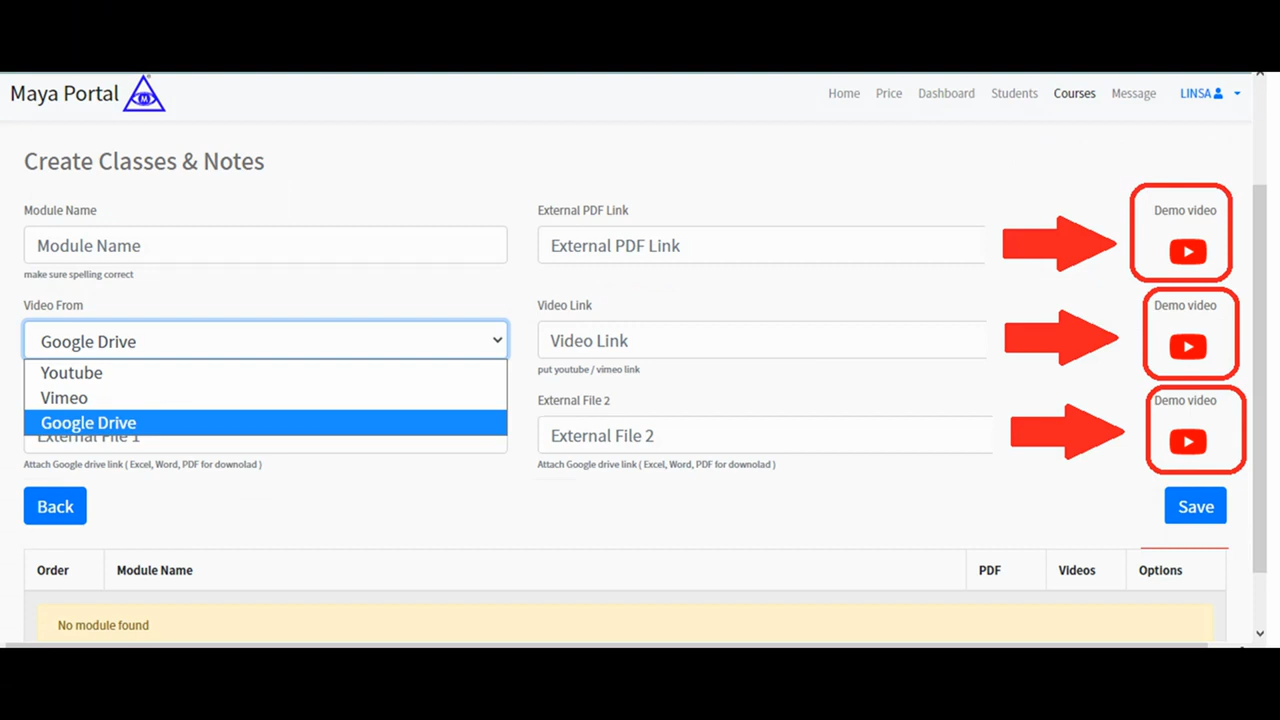 Maya Portal
M
Home Price Dashboard Students Courses Message LINSA
Create Classes & Notes
Module Name External PDF Link Demo video
Module Name External PDF Link
make sure spelling correct
Video From Video Link Demo video
Google Drive Video Link
put youtube / vimeo link
Youtube
Vimeo
External File 2 Demo video
Google Drive
External File 1 External File 2
Attach Google drive link ( Excel, Word, PDF for downolad ) Attach Google drive link ( Excel, Word, PDF for downolad )
Back Save
Order Module Name PDF Videos Options
No module found